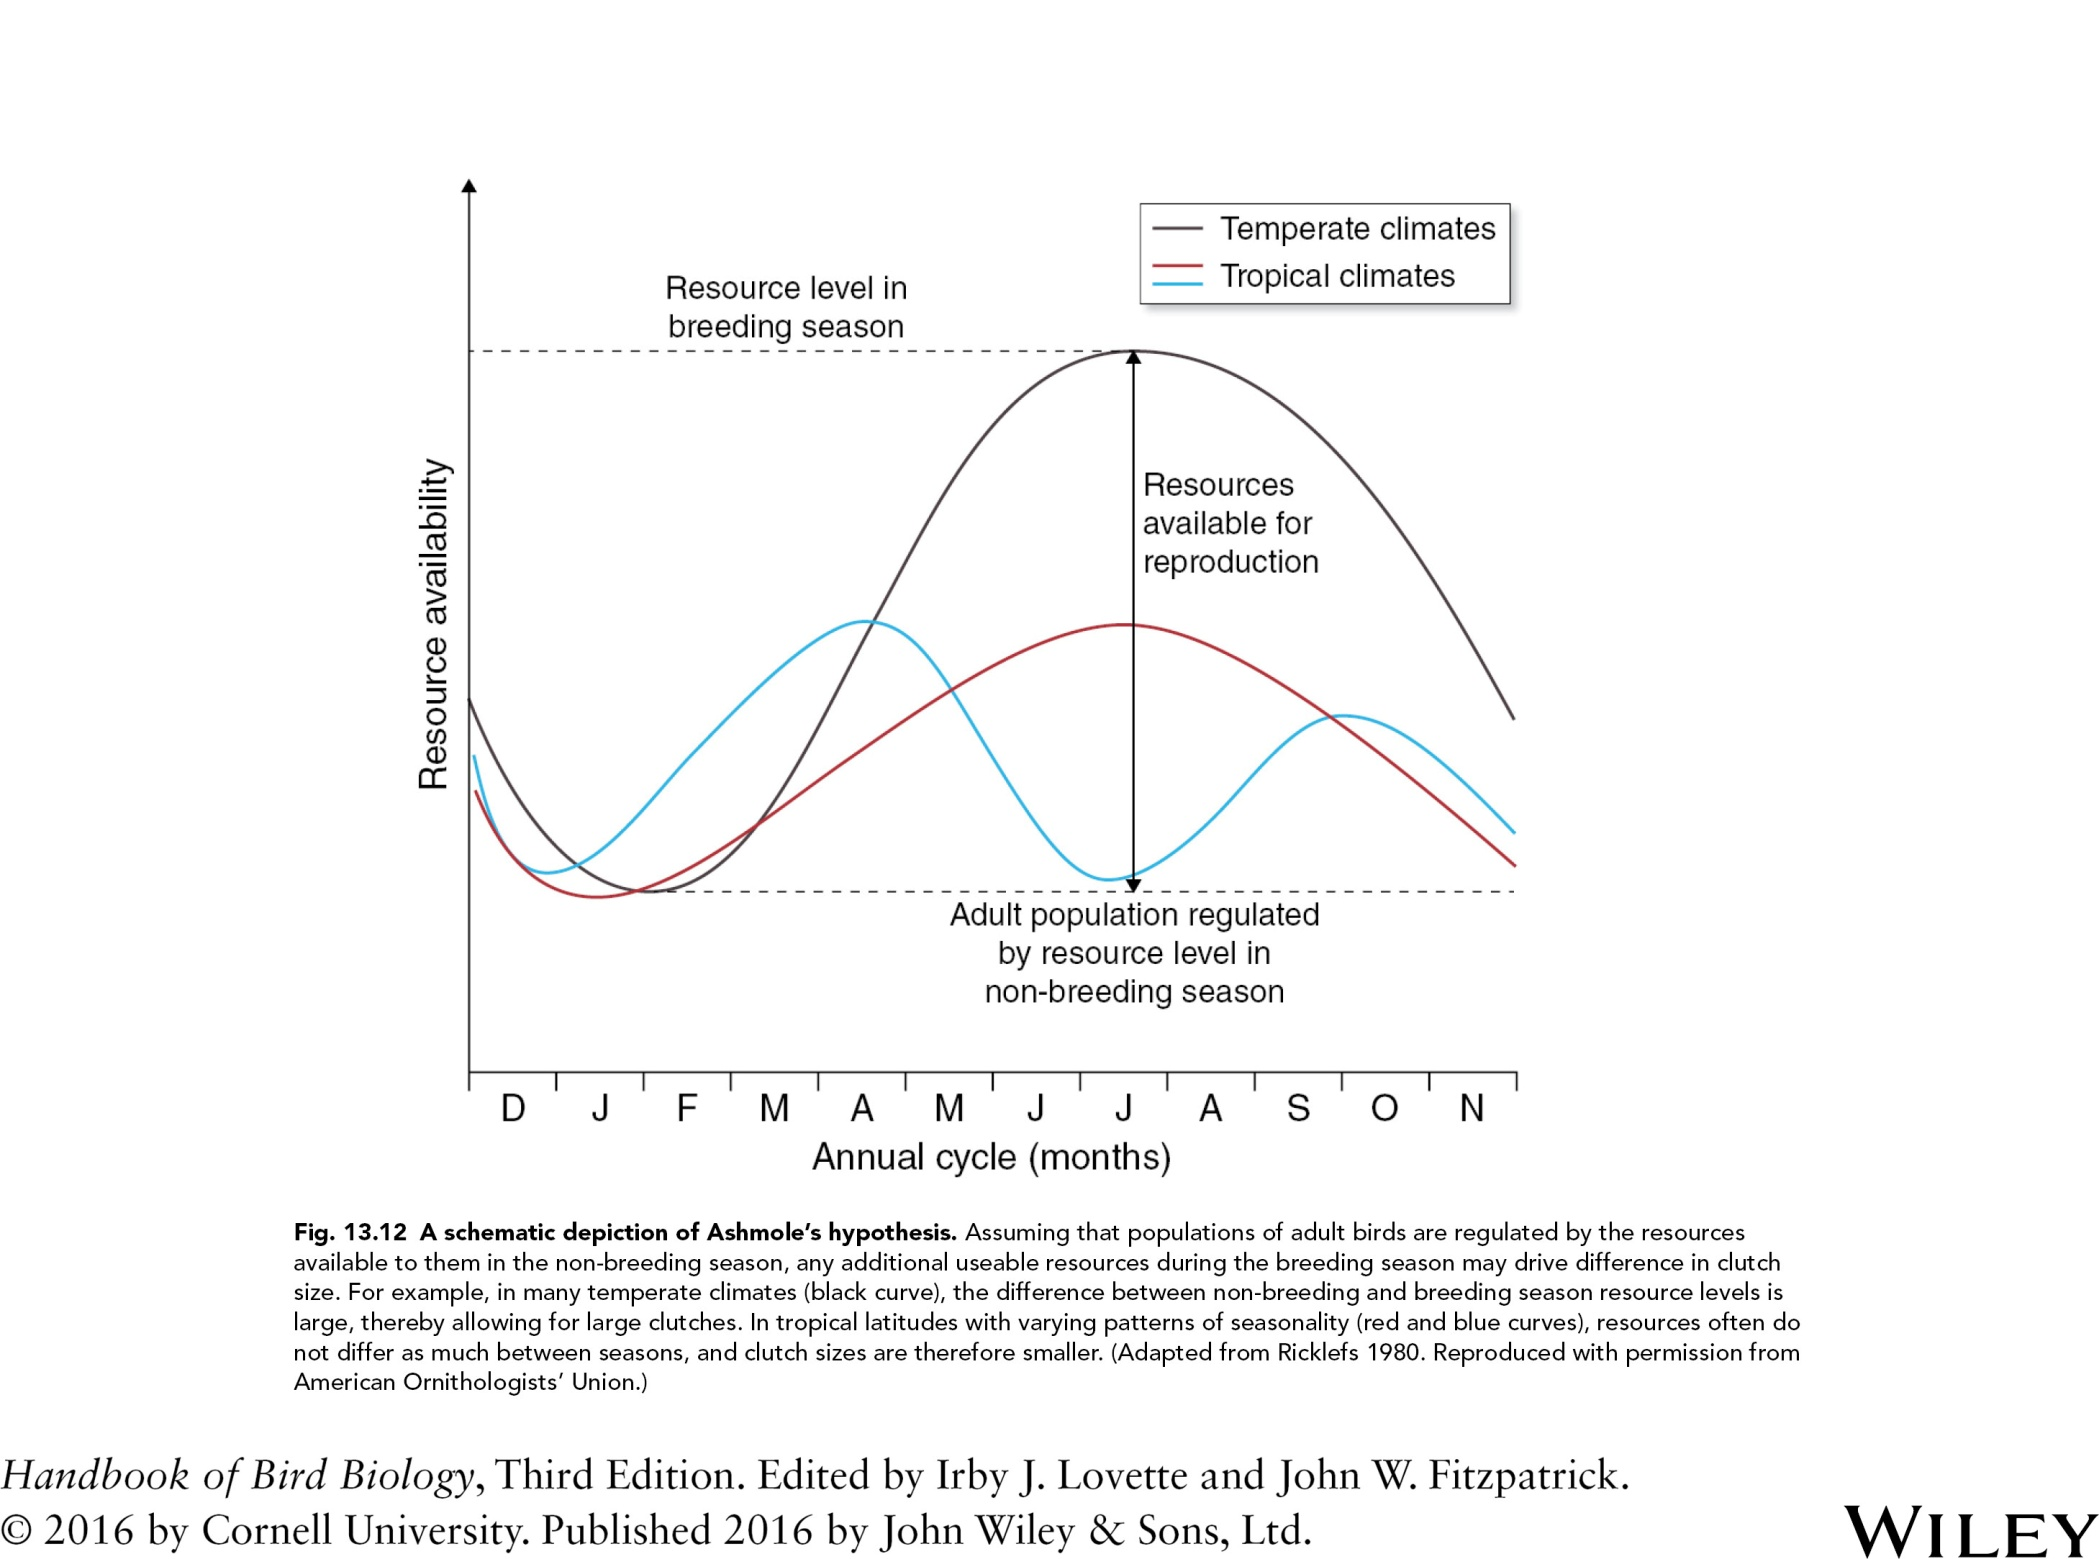 Temperate climates
Tropical climates
Resource level in
breeding season
Resources
available for
reproduction
Resource availability
Adult population regulated
by resource level in
non-breeding season
D J F M A M J J A S O N
Annual cycle (months)
Fig. 13.12 A schematic depiction of Ashmole’s hypothesis. Assuming that populations of adult birds are regulated by the resources
available to them in the non-breeding season, any additional useable resources during the breeding season may drive difference in clutch
size. For example, in many temperate climates (black curve), the difference between non-breeding and breeding season resource levels is
large, thereby allowing for large clutches. In tropical latitudes with varying patterns of seasonality (red and blue curves), resources often do
not differ as much between seasons, and clutch sizes are therefore smaller. (Adapted from Ricklefs 1980. Reproduced with permission from
American Ornithologists’ Union.)
Handbook of Bird Biology, Third Edition. Edited by Irby J. Lovette and John W. Fitzpatrick.
© 2016 by Cornell University. Published 2016 by John Wiley & Sons, Ltd.
WILEY